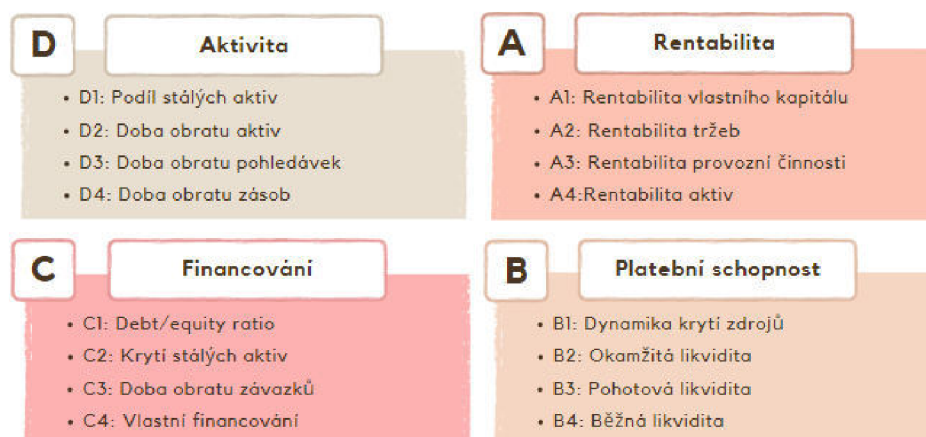 D
Aktivita
• D1: Podíl stálých aktiv
• D2: Doba obratu aktiv
• D3: Doba obratu pohledávek
• D4: Doba obratu zásob
A
Rentabilita
• A1: Rentabilita vlastního kapitálu
• A2: Rentabilita tržeb
• A3: Rentabilita provozní činnosti
• A4:Rentabilita aktiv
C
Financování
• C1: Debt/equity ratio
• C2: Krytí stálých aktiv
• C3: Doba obratu závazků
• C4: Vlastní financování
B
Platební schopnost
• B1: Dynamika krytí zdrojů
• B2: Okamžitá likvidita
• B3: Pohotová likvidita
• B4: Běžná likvidita